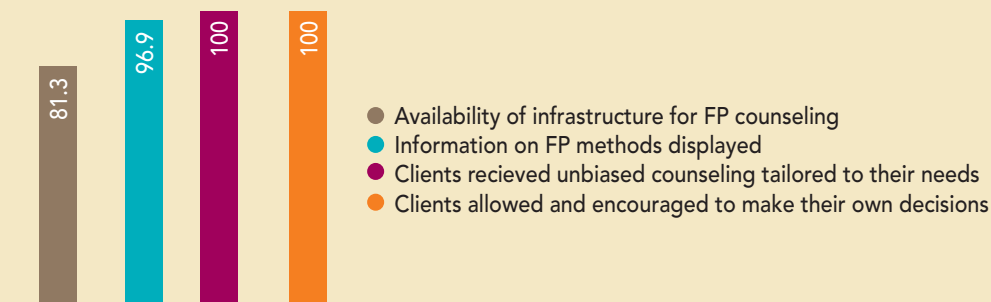 81.3
96.9
100
100
Availability of infrastructure for FP counseling
Information on FP methods displayed
Clients recieved unbiased counseling tailored to their needs
Clients allowed and encouraged to make their own decisions